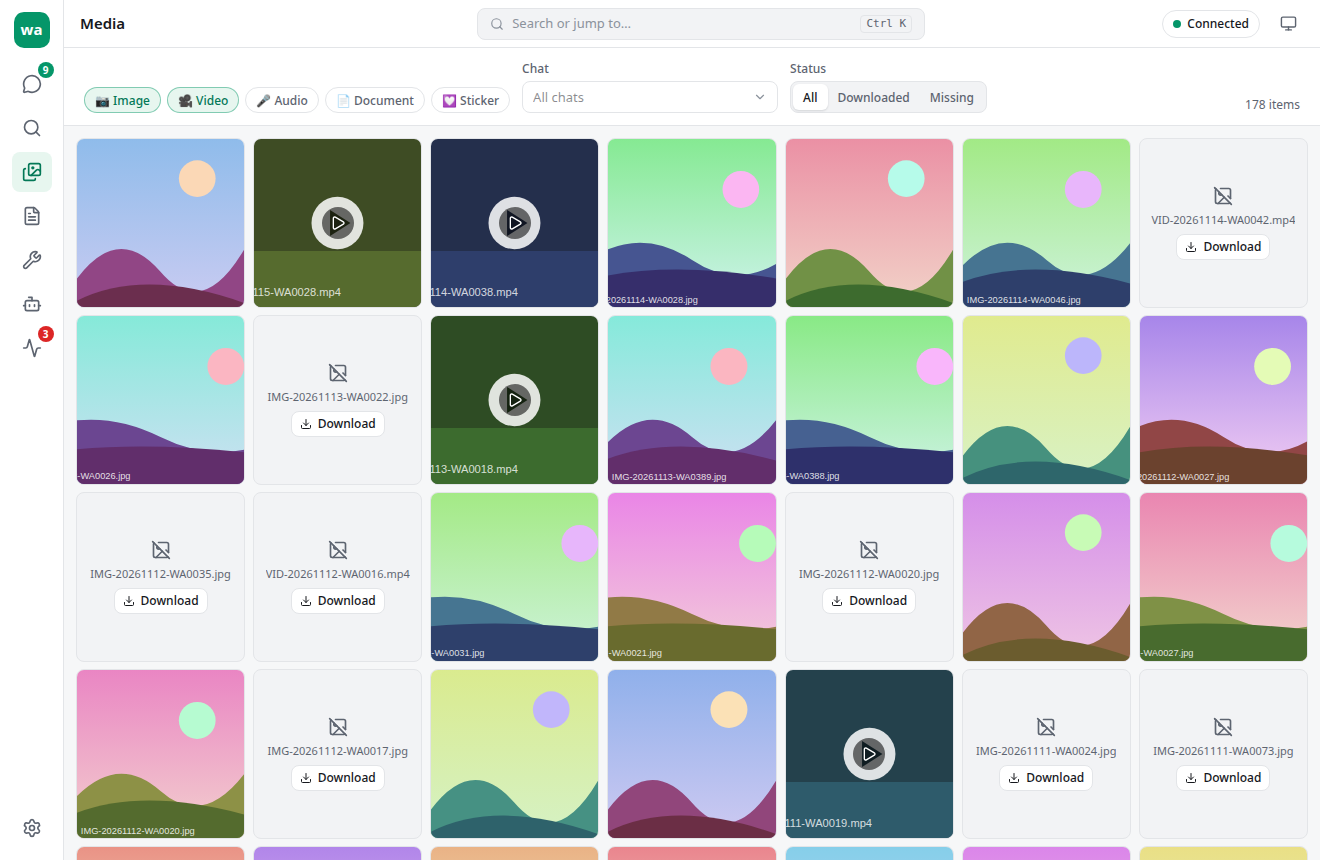 wa
Media
Search or jump to...
Ctrl K
Connected
9
3
Image
Video
Audio
Document
Sticker
Chat
All chats
Status
All
Downloaded
Missing
178 items
115-WA0028.mp4
114-WA0038.mp4
20261114-WA0028.jpg
IMG-20261114-WA0046.jpg
VID-20261114-WA0042.mp4
Download
-WA0026.jpg
IMG-20261113-WA0022.jpg
Download
113-WA0018.mp4
IMG-20261113-WA0389.jpg
-WA0388.jpg
20261112-WA0027.jpg
IMG-20261112-WA0035.jpg
Download
VID-20261112-WA0016.mp4
Download
-WA0031.jpg
-WA0021.jpg
IMG-20261112-WA0020.jpg
Download
-WA0027.jpg
IMG-20261112-WA0020.jpg
IMG-20261112-WA0017.jpg
Download
111-WA0019.mp4
IMG-20261111-WA0024.jpg
Download
IMG-20261111-WA0073.jpg
Download